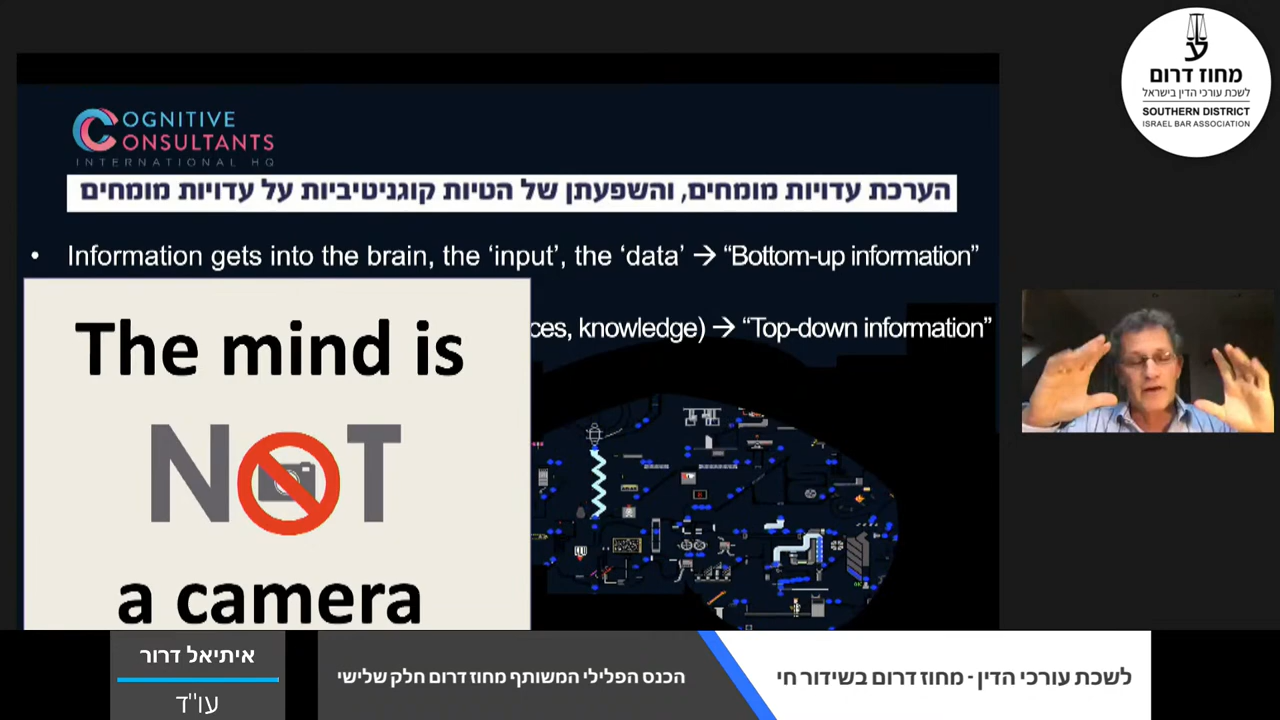 COGNITIVE
CONSULTANTS
INTERNATIONAL HQ
הערכת עדויות מומחים, והשפעתן של הטיות קוגניטיביות על עדויות מומחים
• Information gets into the brain, the ‘input’, the ‘data’ → “Bottom-up information”
ces, knowledge) → “Top-down information”
The mind is
NOT
a camera
מחוז דרום
לשכת עורכי הדין בישראל
SOUTHERN DISTRICT
ISRAEL BAR ASSOCIATION
לשכת עורכי הדין - מחוז דרום בשידור חי
הכנס הפלילי המשותף מחוז דרום חלק שלישי
איתיאל דרור
עו"ד